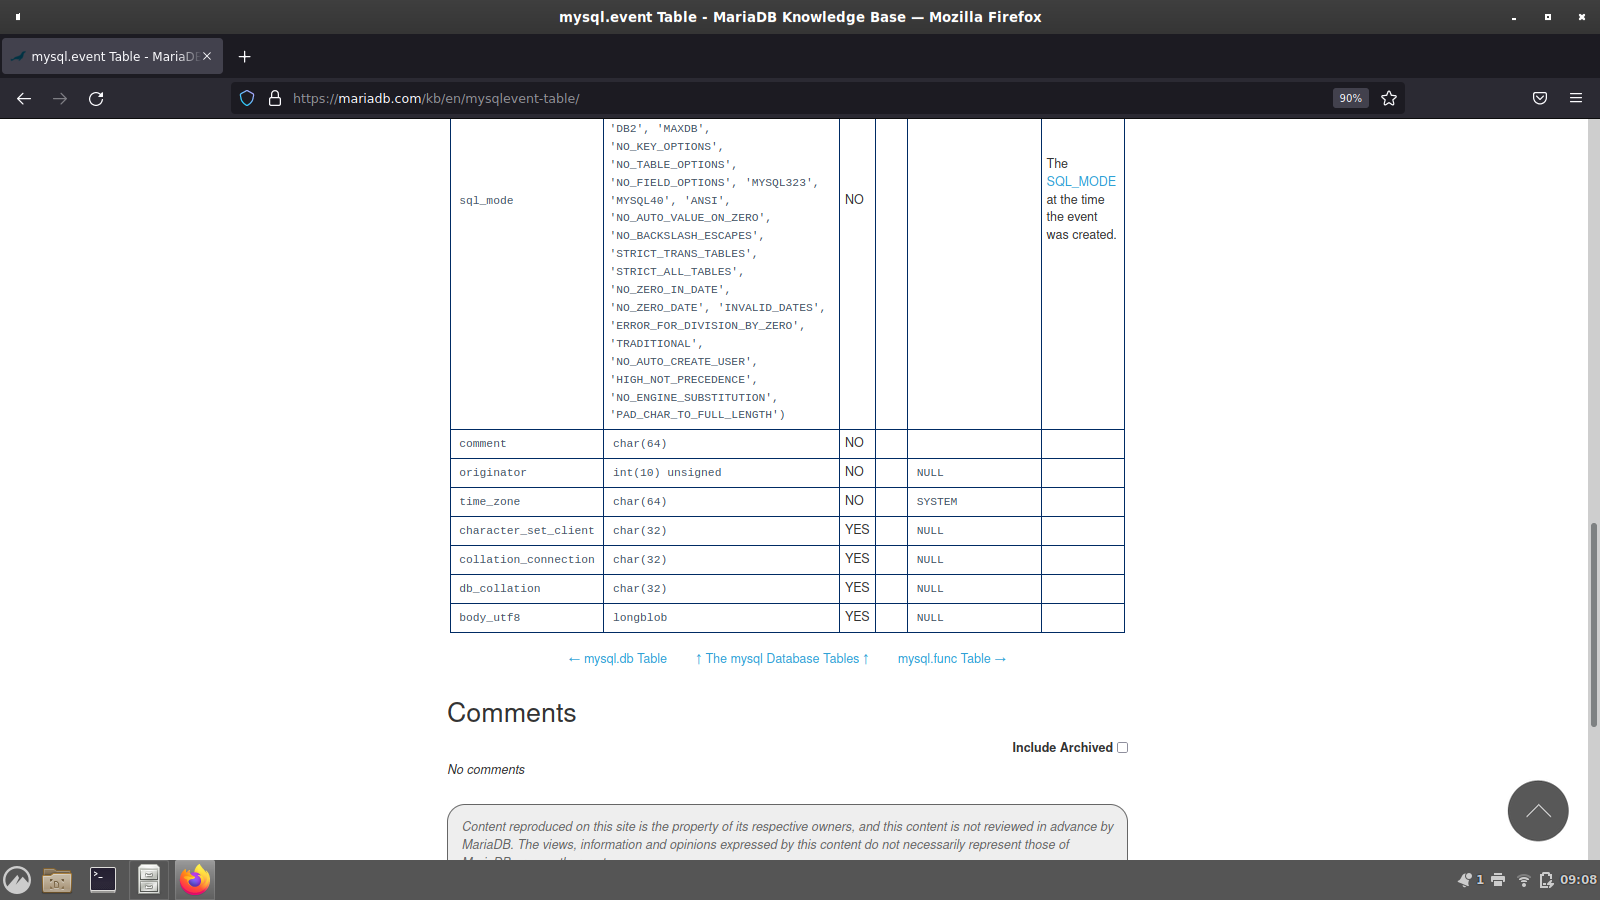 mysql.event Table - MariaDB Knowledge Base — Mozilla Firefox
mysql.event Table - MariaDB
https://mariadb.com/kb/en/mysqlevent-table/
90%
'DB2', 'MAXDB',
'NO_KEY_OPTIONS',
'NO_TABLE_OPTIONS',
'NO_FIELD_OPTIONS', 'MYSQL323',
sql_mode
'MYSQL40', 'ANSI',
NO
'NO_AUTO_VALUE_ON_ZERO',
'NO_BACKSLASH_ESCAPES',
'STRICT_TRANS_TABLES',
'STRICT_ALL_TABLES',
'NO_ZERO_IN_DATE',
'NO_ZERO_DATE', 'INVALID_DATES',
'ERROR_FOR_DIVISION_BY_ZERO',
'TRADITIONAL',
'NO_AUTO_CREATE_USER',
'HIGH_NOT_PRECEDENCE',
'NO_ENGINE_SUBSTITUTION',
'PAD_CHAR_TO_FULL_LENGTH')
The
SQL_MODE
at the time
the event
was created.
comment char(64) NO
originator int(10) unsigned NO NULL
time_zone char(64) NO SYSTEM
character_set_client char(32) YES NULL
collation_connection char(32) YES NULL
db_collation char(32) YES NULL
body_utf8 longblob YES NULL
← mysql.db Table ↑ The mysql Database Tables ↑ mysql.func Table →
Comments
Include Archived
No comments
Content reproduced on this site is the property of its respective owners, and this content is not reviewed in advance by
MariaDB. The views, information and opinions expressed by this content do not necessarily represent those of
1 09:08